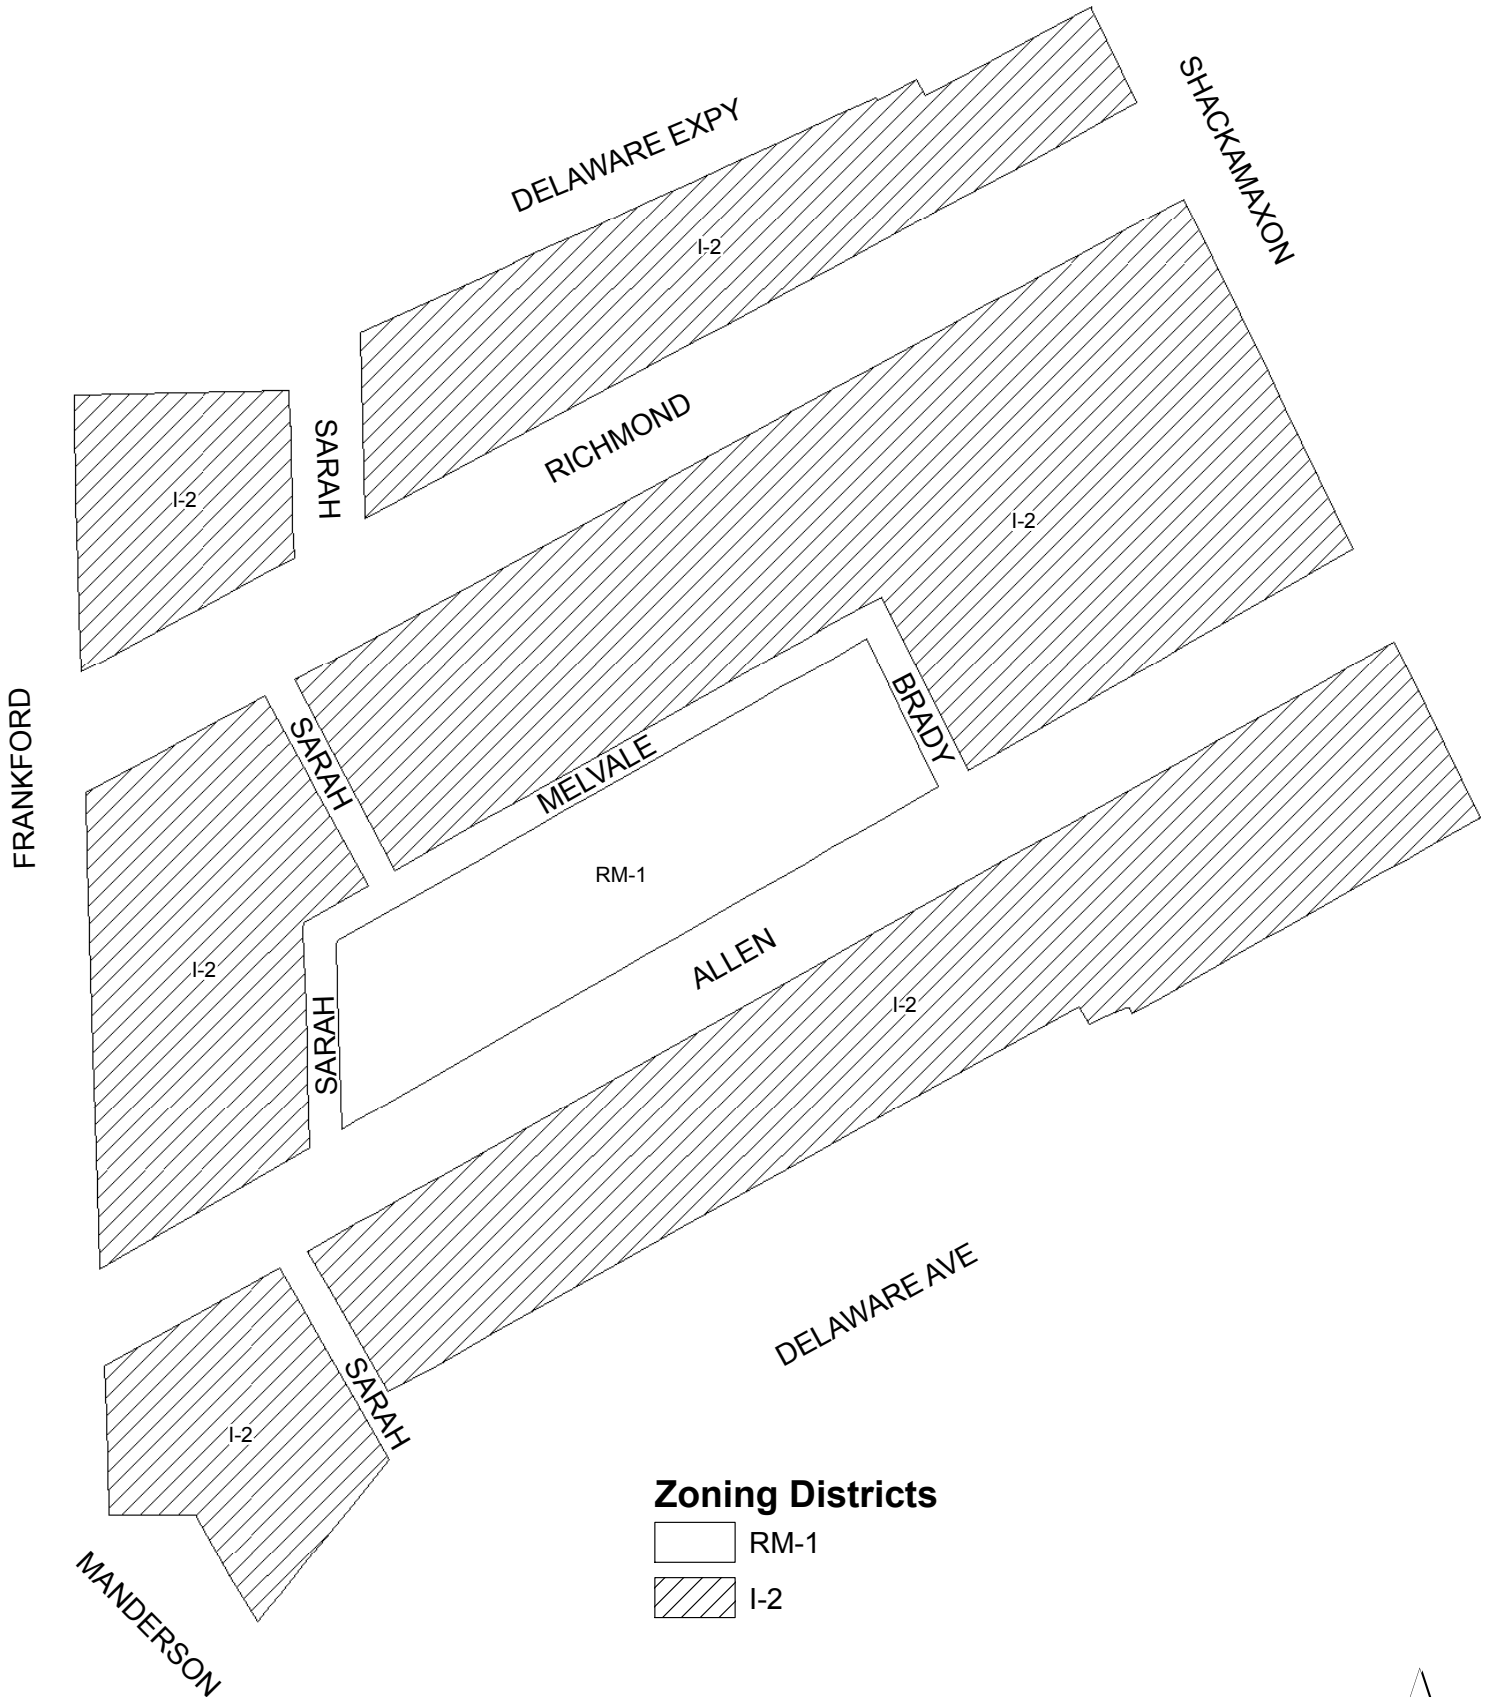 SHACKAMAXON
DELAWARE EXPY
I-2
RICHMOND
SARAH
I-2
I-2
FRANKFORD
SARAH
MELVALE
BRADY
RM-1
ALLEN
I-2
I-2
SARAH
DELAWARE AVE
SARAH
I-2
Zoning Districts
RM-1
I-2
MANDERSON